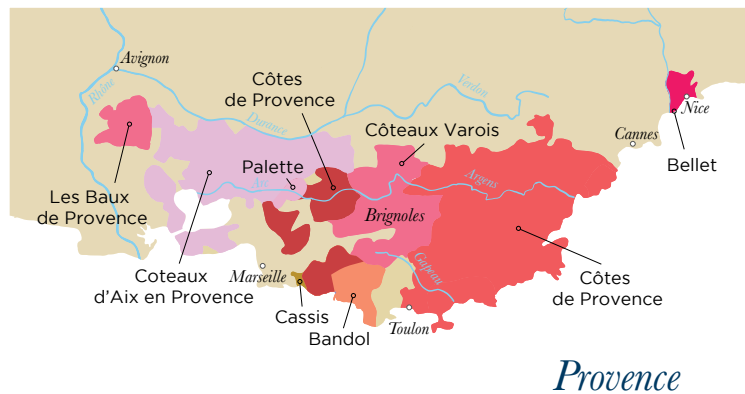 Avignon
Rhône
Durance
Verdon
Côtes
de Provence
Côteaux Varois
Cannes
Nice
Bellet
Palette
Arc
Argens
Les Baux
de Provence
Brignoles
Coteaux
d'Aix en Provence
Marseille
Gapeau
Côtes
de Provence
Cassis
Bandol
Toulon
Provence